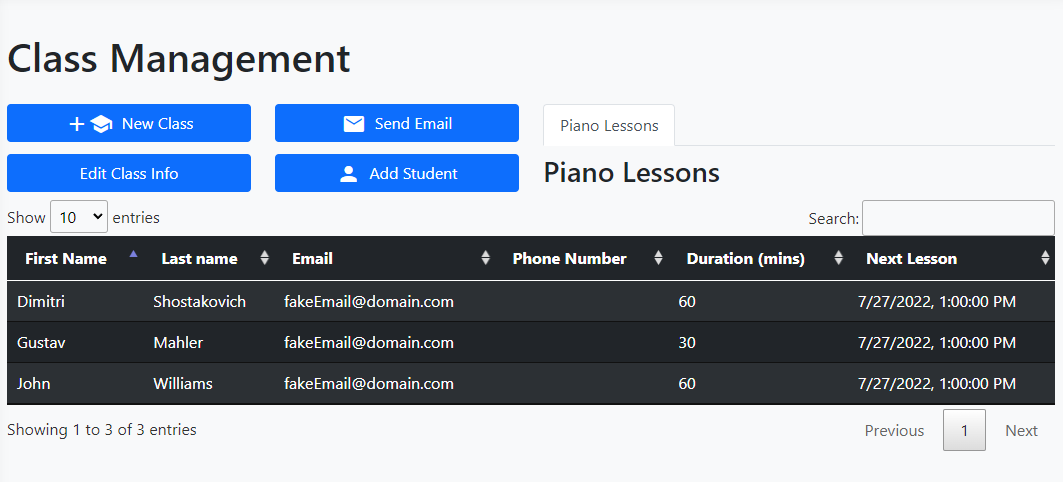 Class Management
New Class Send Email Piano Lessons
Edit Class Info Add Student Piano Lessons
Show 10 entries Search:
First Name Last name Email Phone Number Duration (mins) Next Lesson
Dimitri Shostakovich fakeEmail@domain.com 60 7/27/2022, 1:00:00 PM
Gustav Mahler fakeEmail@domain.com 30 7/27/2022, 1:00:00 PM
John Williams fakeEmail@domain.com 60 7/27/2022, 1:00:00 PM
Showing 1 to 3 of 3 entries Previous 1 Next